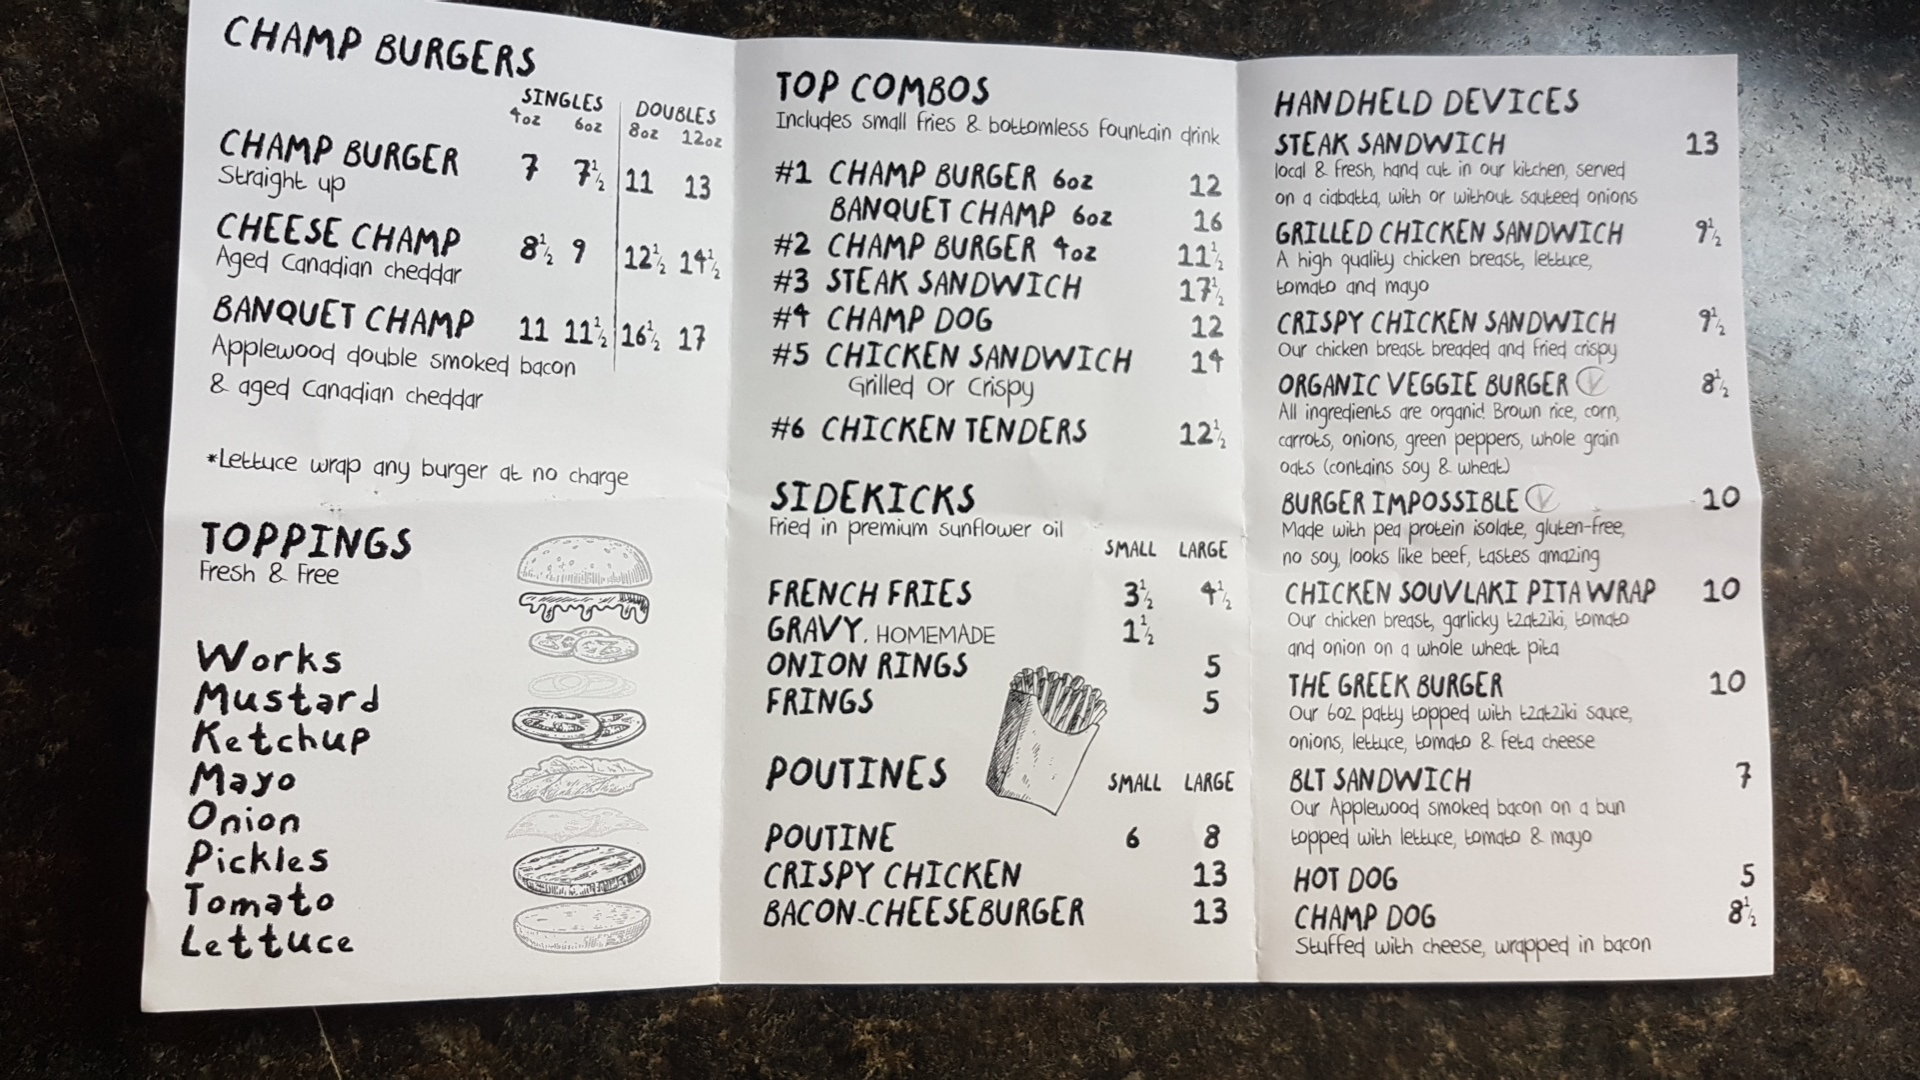 CHAMP BURGERS
SINGLES DOUBLES
4oz 6oz 8oz 12oz
CHAMP BURGER 7 7½ 11 13
Straight up
CHEESE CHAMP 8½ 9 12½ 14½
Aged Canadian cheddar
BANQUET CHAMP 11 11½ 16½ 17
Applewood double smoked bacon
& aged Canadian cheddar
*Lettuce wrap any burger at no charge
TOPPINGS
Fresh & Free
Works
Mustard
Ketchup
Mayo
Onion
Pickles
Tomato
Lettuce
TOP COMBOS
Includes small fries & bottomless fountain drink
#1 CHAMP BURGER 6oz 12
BANQUET CHAMP 6oz 16
#2 CHAMP BURGER 4oz 11½
#3 STEAK SANDWICH 17½
#4 CHAMP DOG 12
#5 CHICKEN SANDWICH 14
Grilled Or Crispy
#6 CHICKEN TENDERS 12½
SIDEKICKS
Fried in premium sunflower oil
SMALL LARGE
FRENCH FRIES 3½ 4½
GRAVY, HOMEMADE 1½
ONION RINGS 5
FRINGS 5
POUTINES SMALL LARGE
POUTINE 6 8
CRISPY CHICKEN 13
BACON-CHEESEBURGER 13
HANDHELD DEVICES
STEAK SANDWICH 13
local & fresh, hand cut in our kitchen, served
on a ciabatta, with or without sauteed onions
GRILLED CHICKEN SANDWICH 9½
A high quality chicken breast, lettuce,
tomato and mayo
CRISPY CHICKEN SANDWICH 9½
Our chicken breast breaded and fried crispy
ORGANIC VEGGIE BURGER V 8½
All ingredients are organic! Brown rice, corn,
carrots, onions, green peppers, whole grain
oats (contains soy & wheat)
BURGER IMPOSSIBLE V 10
Made with pea protein isolate, gluten-free,
no soy, looks like beef, tastes amazing
CHICKEN SOUVLAKI PITA WRAP 10
Our chicken breast, garlicky tzatziki, tomato
and onion on a whole wheat pita
THE GREEK BURGER 10
Our 6oz patty topped with tzatziki sauce,
onions, lettuce, tomato & feta cheese
BLT SANDWICH 7
Our Applewood smoked bacon on a bun
topped with lettuce, tomato & mayo
HOT DOG 5
CHAMP DOG 8½
Stuffed with cheese, wrapped in bacon